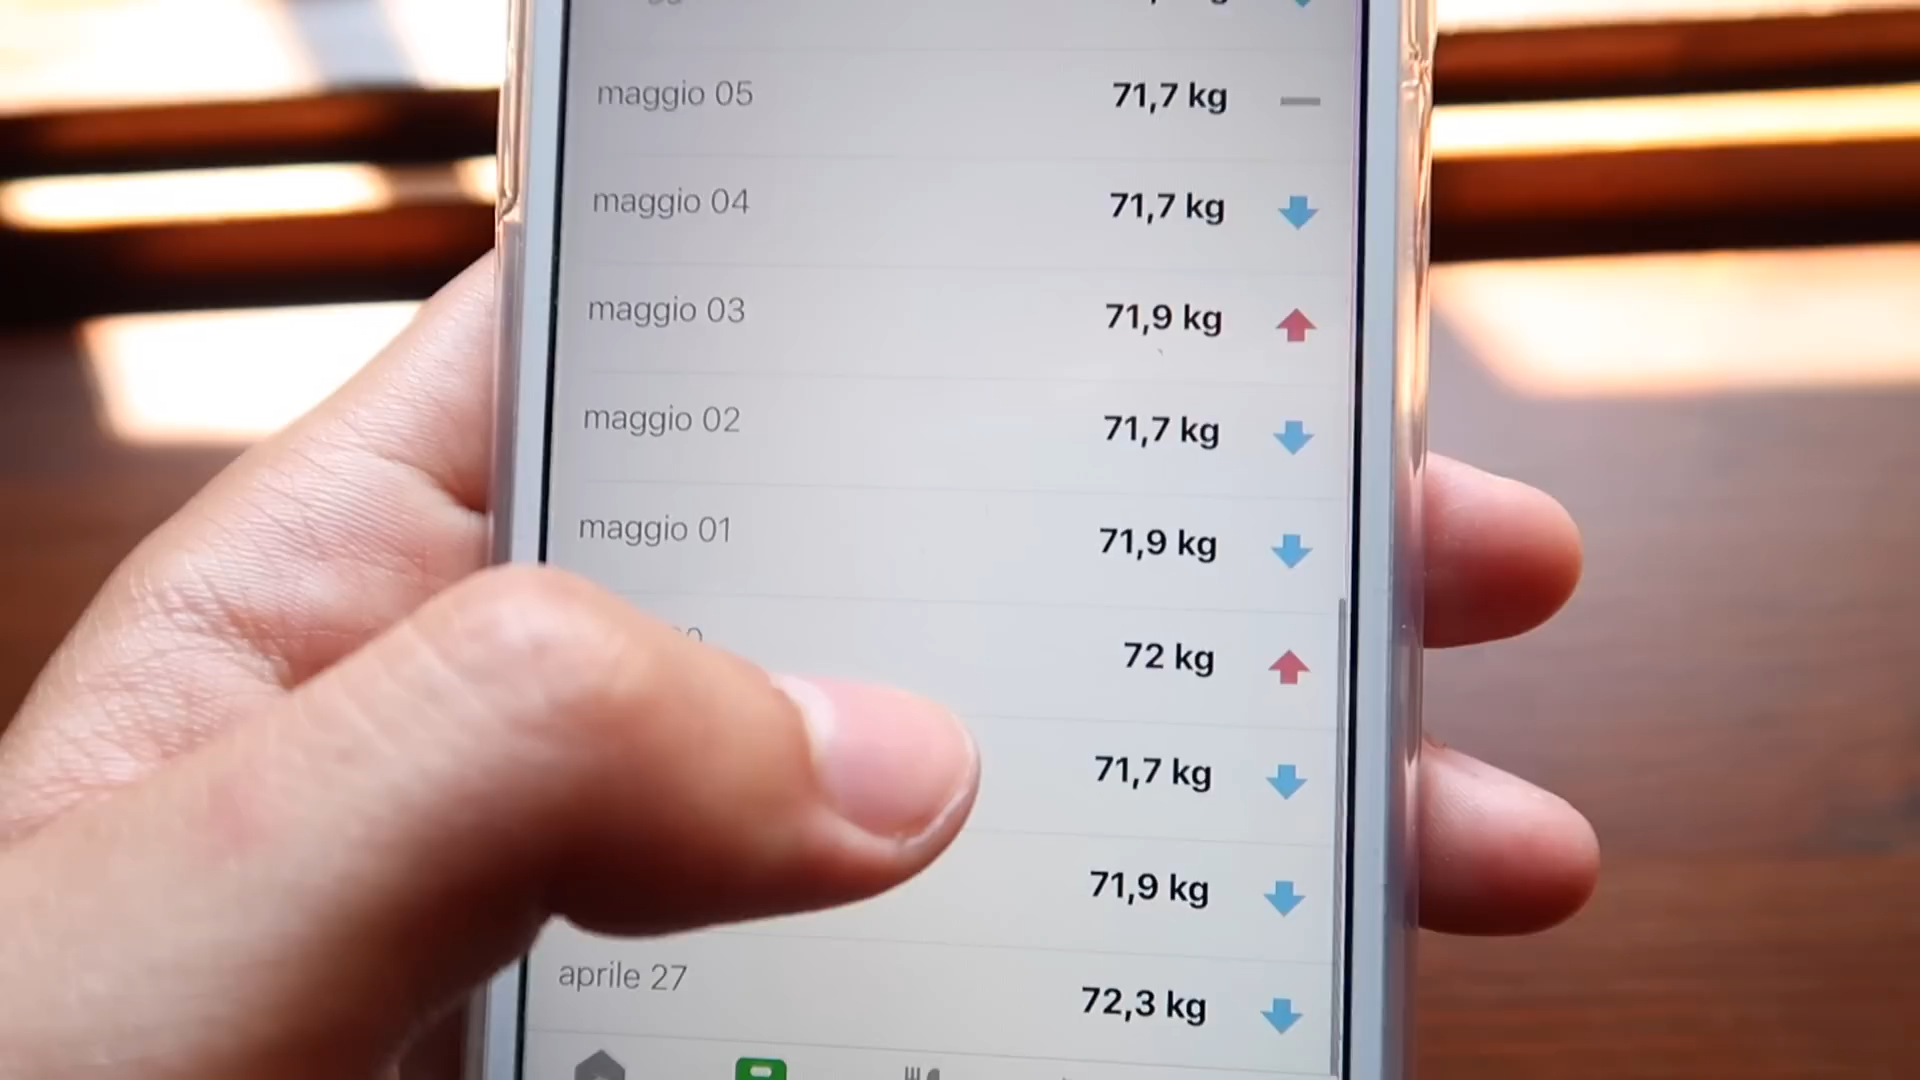 maggio 05 71,7 kg
maggio 04 71,7 kg
maggio 03 71,9 kg
maggio 02 71,7 kg
maggio 01 71,9 kg
72 kg
71,7 kg
71,9 kg
aprile 27 72,3 kg